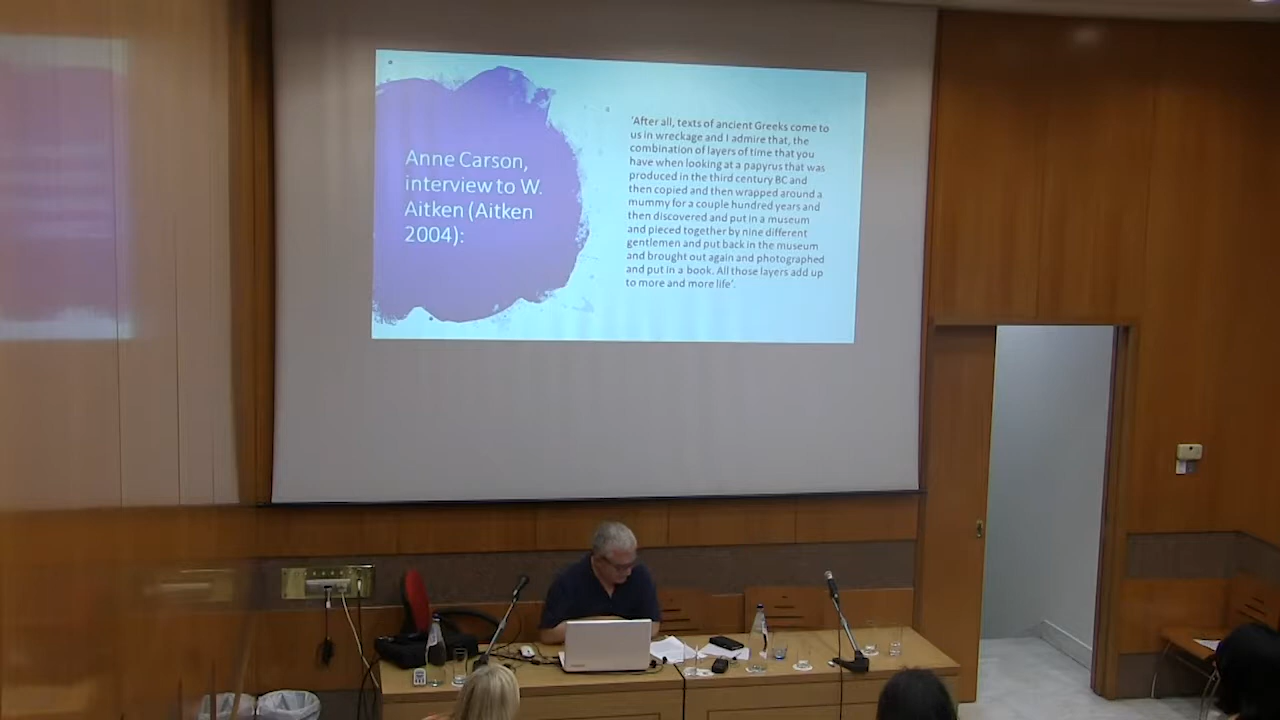 Anne Carson,
interview to W.
Aitken (Aitken
2004):
'After all, texts of ancient Greeks come to
us in wreckage and I admire that, the
combination of layers of time that you
have when looking at a papyrus that was
produced in the third century BC and
then copied and then wrapped around a
mummy for a couple hundred years and
then discovered and put in a museum
and pieced together by nine different
gentlemen and put back in the museum
and brought out again and photographed
and put in a book. All those layers add up
to more and more life'.